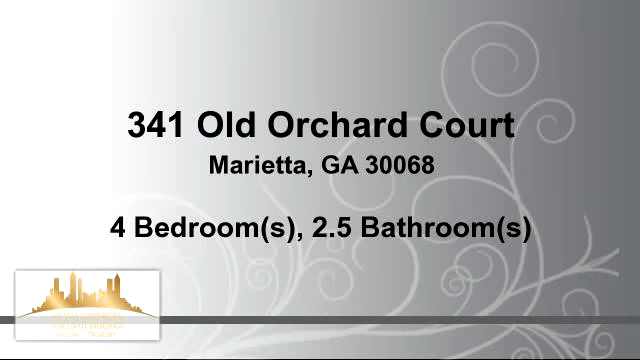 341 Old Orchard Court
Marietta, GA 30068
4 Bedroom(s), 2.5 Bathroom(s)